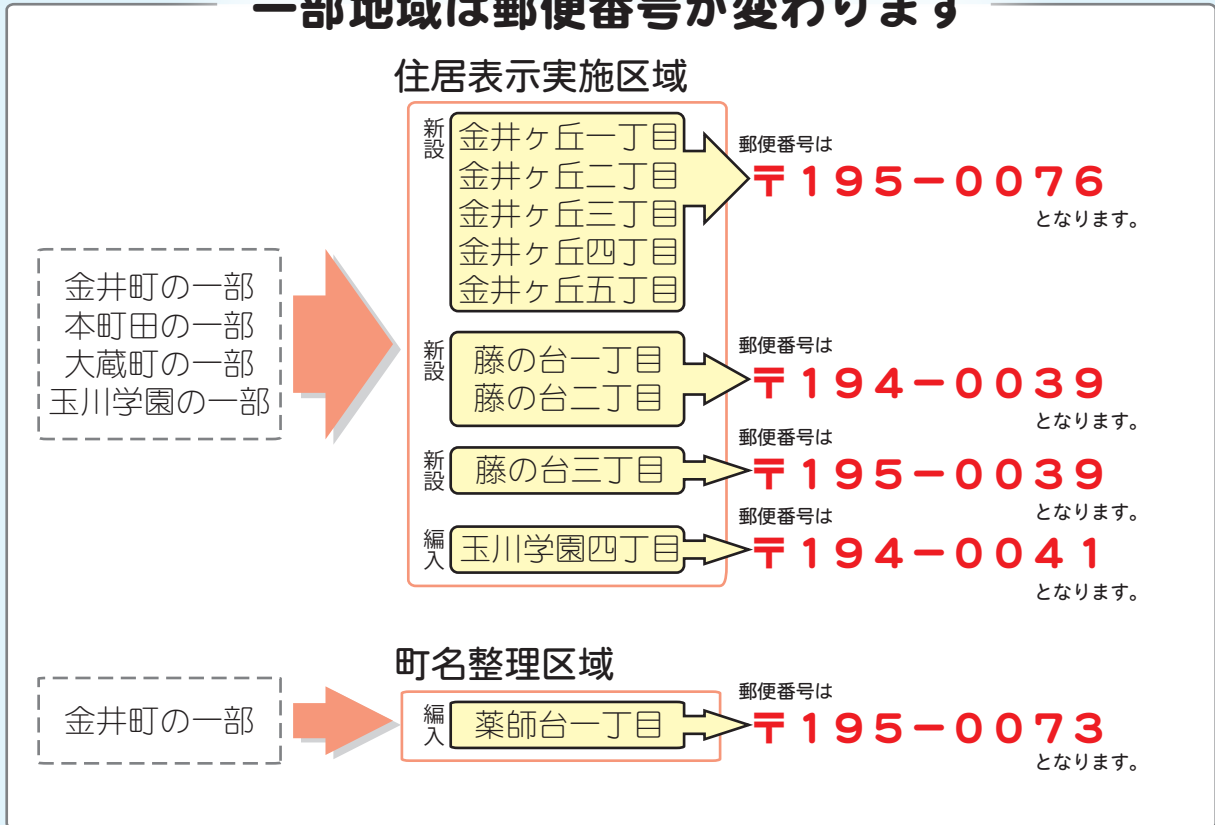 一部地域は郵便番号が変わります
住居表示実施区域
金井町の一部
本町田の一部
大蔵町の一部
玉川学園の一部
新設
金井ヶ丘一丁目
金井ヶ丘二丁目
金井ヶ丘三丁目
金井ヶ丘四丁目
金井ヶ丘五丁目
郵便番号は
〒195-0076
となります。
新設
藤の台一丁目
藤の台二丁目
郵便番号は
〒194-0039
となります。
新設
藤の台三丁目
郵便番号は
〒195-0039
となります。
編入
玉川学園四丁目
郵便番号は
〒194-0041
となります。
町名整理区域
金井町の一部
編入
薬師台一丁目
郵便番号は
〒195-0073
となります。